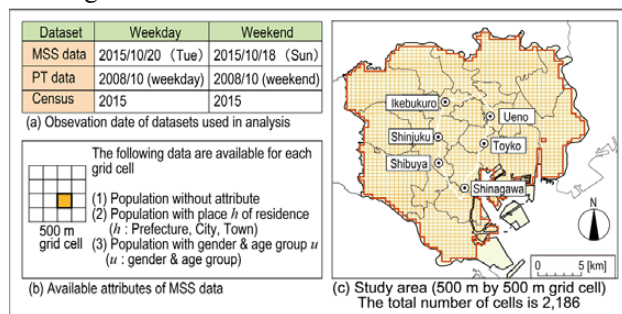 Dataset Weekday Weekend
MSS data 2015/10/20 （Tue） 2015/10/18 （Sun）
PT data 2008/10 (weekday) 2008/10 (weekend)
Census 2015 2015
(a) Obsevation date of datasets used in analysis
The following data are available for each
grid cell
(1) Population without attribute
(2) Population with place h of residence
(h : Prefecture, City, Town)
(3) Population with gender & age group u
(u : gender & age group)
500 m
grid cell
(b) Available attributes of MSS data
Ikebukuro
Ueno
Shinjuku
Toyko
Shibuya
Shinagawa
N
0 5 [km]
(c) Study area (500 m by 500 m grid cell)
The total number of cells is 2,186